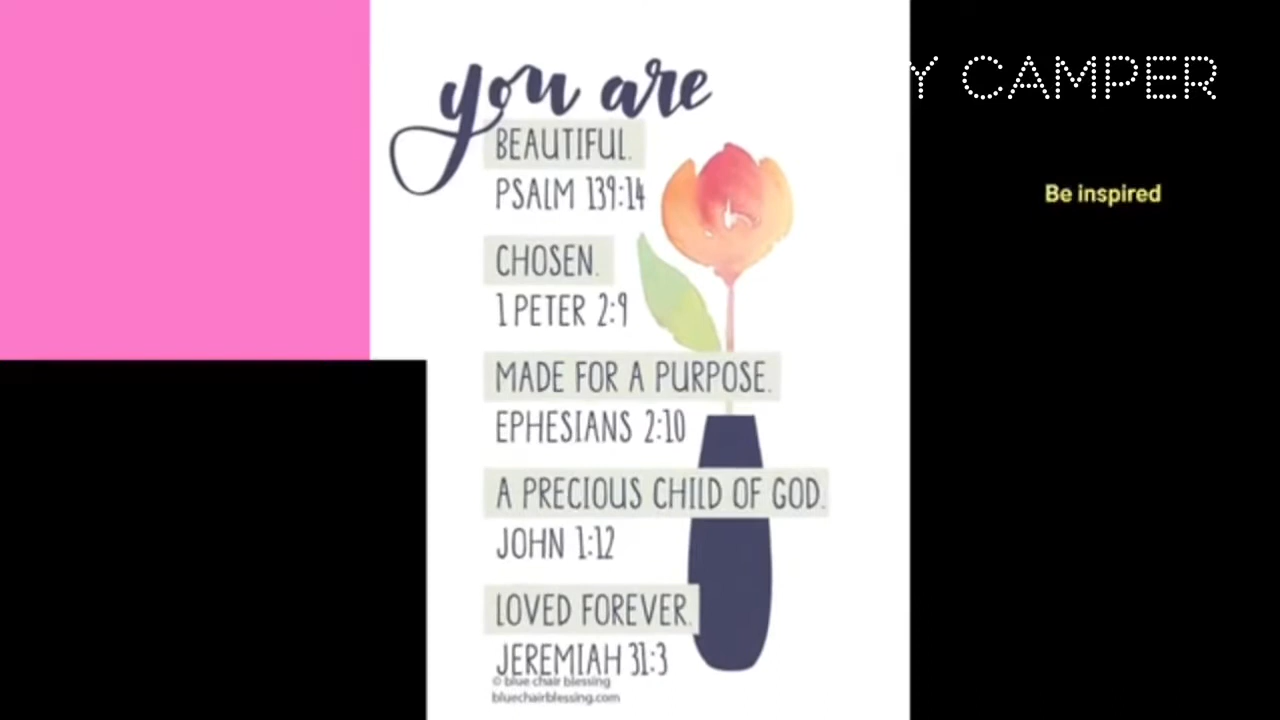 you are
BEAUTIFUL.
PSALM 139:14
CHOSEN.
1 PETER 2:9
MADE FOR A PURPOSE.
EPHESIANS 2:10
A PRECIOUS CHILD OF GOD.
JOHN 1:12
LOVED FOREVER.
JEREMIAH 31:3
© blue chair blessing
bluechairblessing.com
Y CAMPER
Be inspired